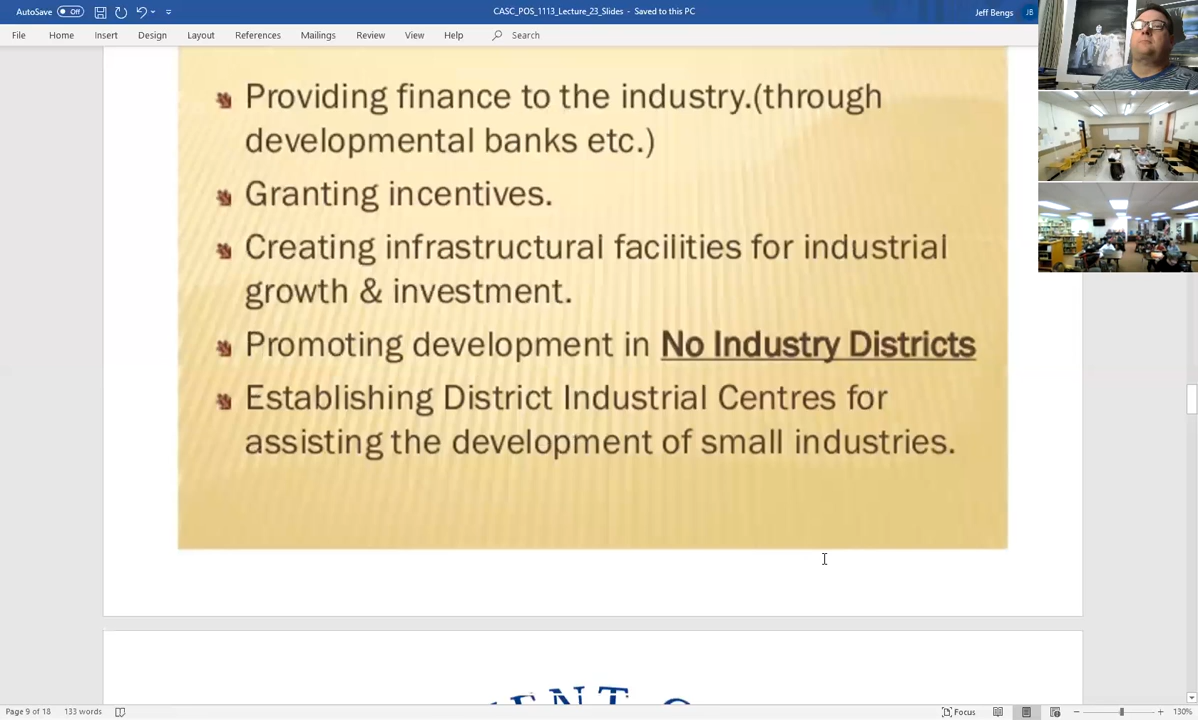 AutoSave Off CASC_POS_1113_Lecture_23_Slides - Saved to this PC Jeff Bengs JB
File Home Insert Design Layout References Mailings Review View Help Search
Providing finance to the industry.(through
developmental banks etc.)
Granting incentives.
Creating infrastructural facilities for industrial
growth & investment.
Promoting development in No Industry Districts
Establishing District Industrial Centres for
assisting the development of small industries.
Page 9 of 18 133 words Focus 130%